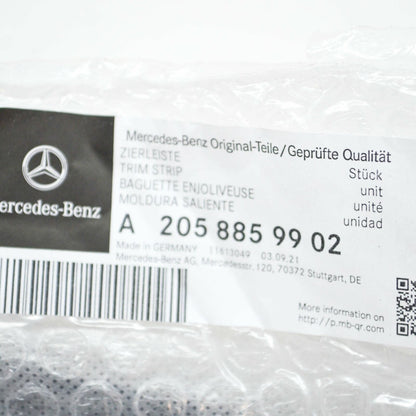 Mercedes-Benz Original-Teile/Geprüfte Qualität
ZIERLEISTE Stück
TRIM STRIP unit
BAGUETTE ENJOLIVEUSE unité
MOLDURA SALIENTE unidad
A 205 885 99 02
Made in GERMANY 11613049 03.09.21
Mercedes-Benz AG, Mercedesstr, 120, 70372 Stuttgart, DE
ercedes-Benz
More information on
http://p.mb-qr.com/